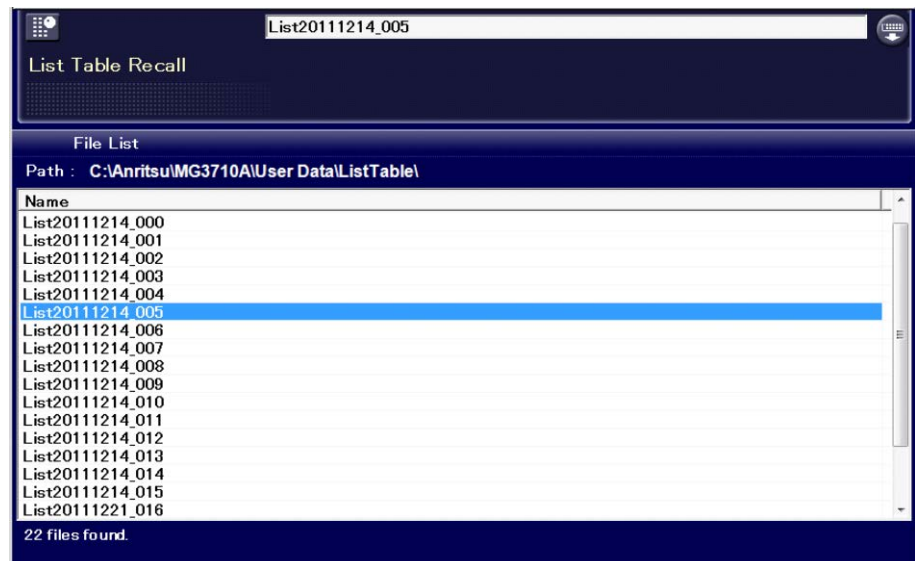 List20111214_005
List Table Recall
File List
Path : C:\Anritsu\MG3710A\User Data\ListTable\
Name
List20111214_000
List20111214_001
List20111214_002
List20111214_003
List20111214_004
List20111214_005
List20111214_006
List20111214_007
List20111214_008
List20111214_009
List20111214_010
List20111214_011
List20111214_012
List20111214_013
List20111214_014
List20111214_015
List20111221_016
22 files found.